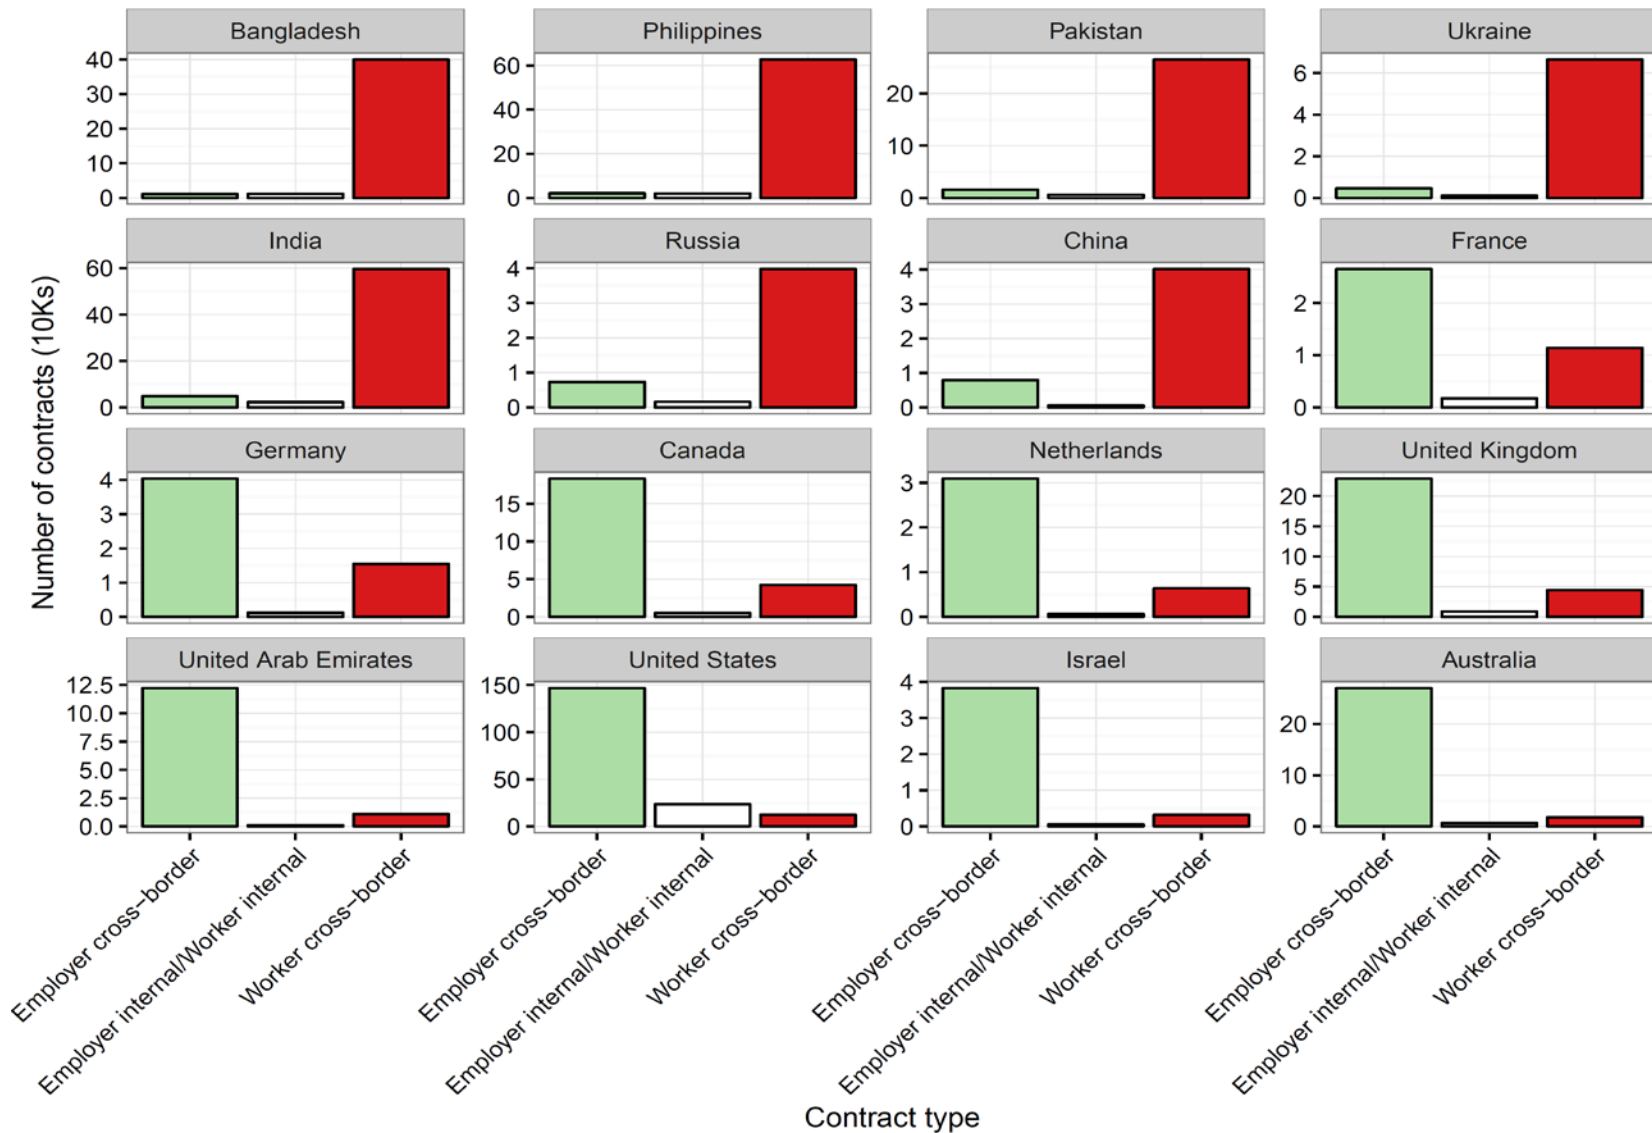 Number of contracts (10Ks)
Bangladesh
40
30
20
10
0
Philippines
60
40
20
0
Pakistan
20
10
0
Ukraine
6
4
2
0
India
60
40
20
0
Russia
4
3
2
1
0
China
4
3
2
1
0
France
2
1
0
Germany
4
3
2
1
0
Canada
15
10
5
0
Netherlands
3
2
1
0
United Kingdom
20
15
10
5
0
United Arab Emirates
12.5
10.0
7.5
5.0
2.5
0.0
United States
150
100
50
0
Israel
4
3
2
1
0
Australia
20
10
0
Employer cross−border
Employer internal/Worker internal
Worker cross−border
Employer cross−border
Employer internal/Worker internal
Worker cross−border
Employer cross−border
Employer internal/Worker internal
Worker cross−border
Employer cross−border
Employer internal/Worker internal
Worker cross−border
Contract type